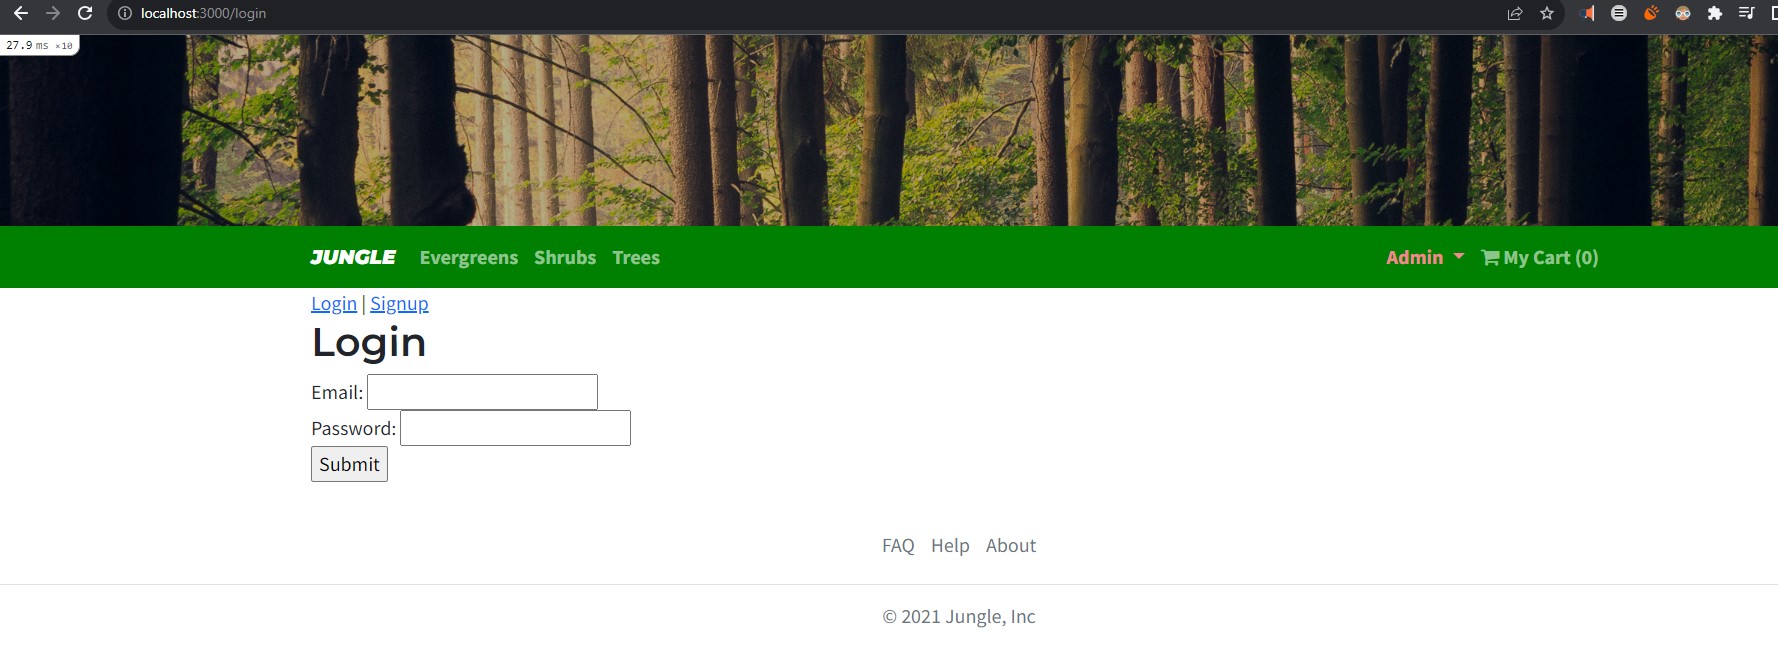 localhost:3000/login
27.9 ms ×10
JUNGLE Evergreens Shrubs Trees Admin My Cart (0)
Login | Signup
Login
Email:
Password:
Submit
FAQ Help About
© 2021 Jungle, Inc